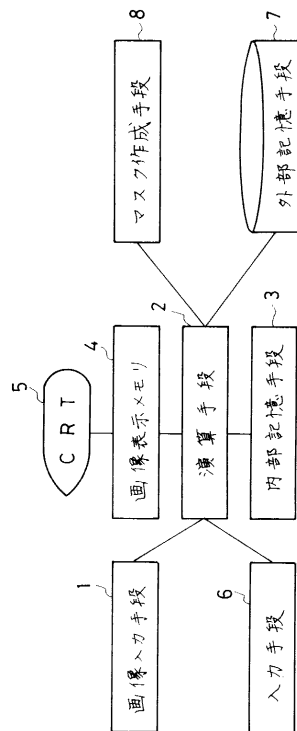 5
CRT
1
画像入力手段
4
画像表示メモリ
8
マスク作成手段
2
演算手段
6
入力手段
3
内部記憶手段
7
外部記憶手段